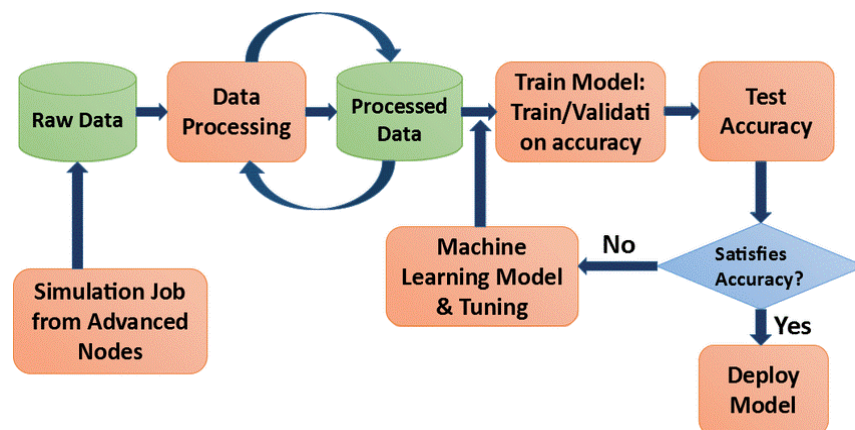 Raw Data
Data
Processing
Processed
Data
Train Model:
Train/Validati
on accuracy
Test
Accuracy
Simulation Job
from Advanced
Nodes
Machine
Learning Model
& Tuning
No
Satisfies
Accuracy?
Yes
Deploy
Model